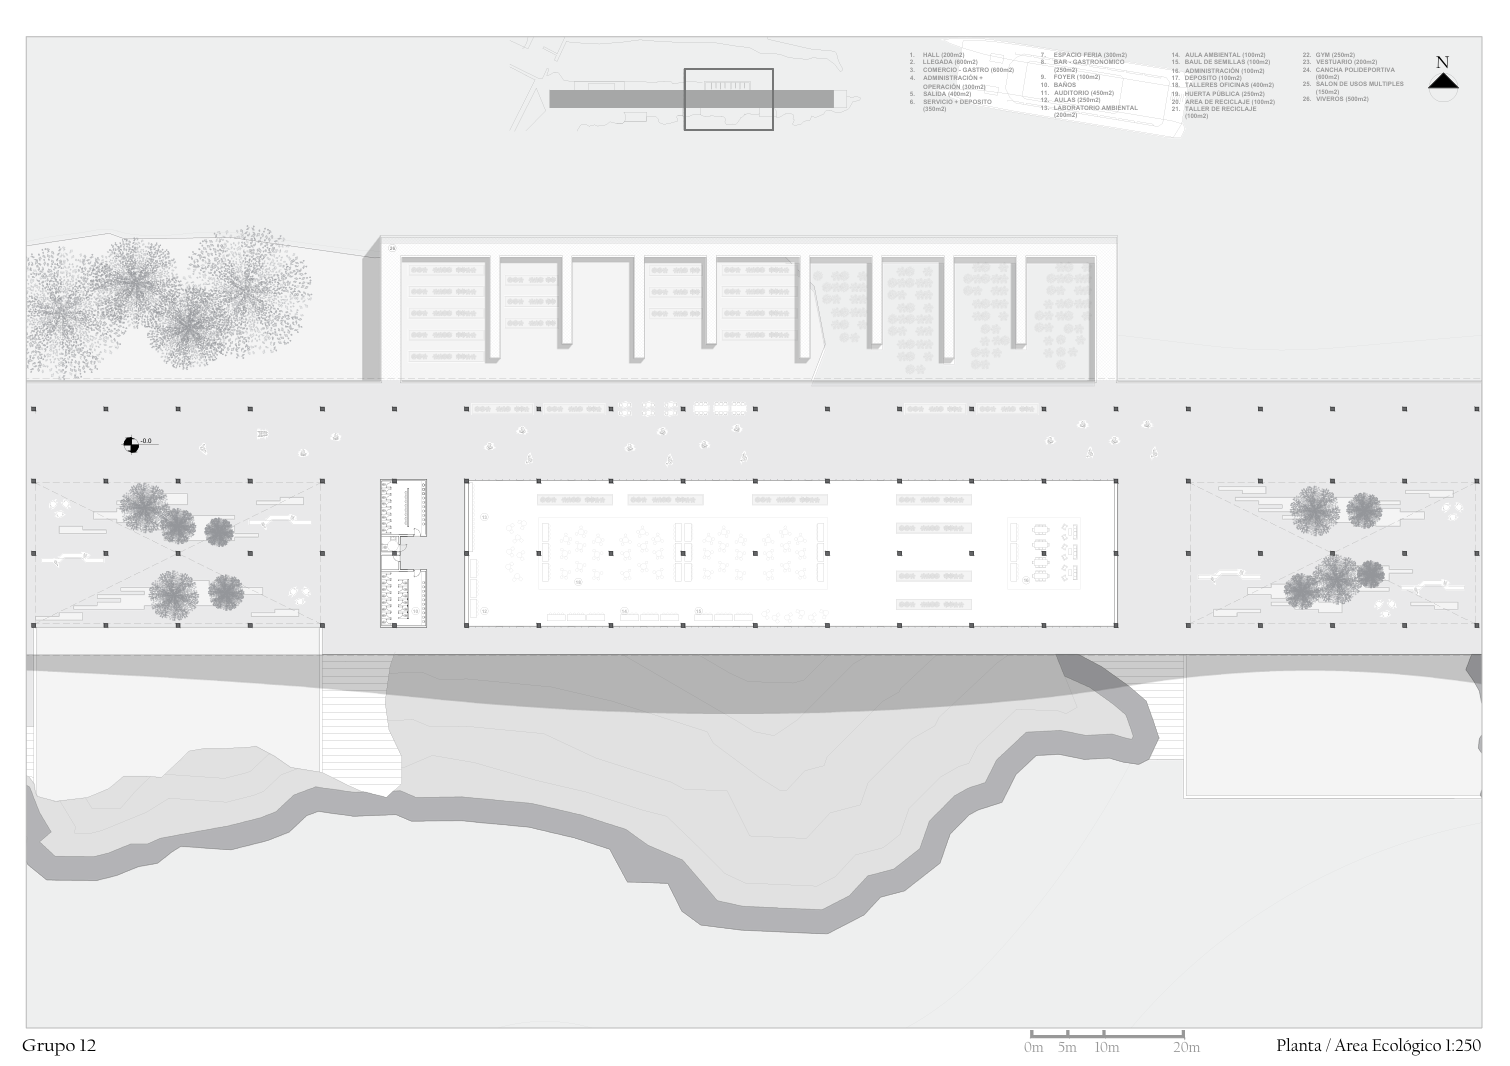 1. HALL (200m2)
2. LLEGADA (600m2)
3. COMERCIO - GASTRO (600m2)
4. ADMINISTRACIÓN +
OPERACIÓN (300m2)
5. SALIDA (400m2)
6. SERVICIO + DEPOSITO
(350m2)
7. ESPACIO FERIA (300m2)
8. BAR - GASTRONOMICO
(250m2)
9. FOYER (100m2)
10. BAÑOS
11. AUDITORIO (450m2)
12. AULAS (250m2)
13. LABORATORIO AMBIENTAL
(200m2)
14. AULA AMBIENTAL (100m2)
15. BAUL DE SEMILLAS (100m2)
16. ADMINISTRACIÓN (100m2)
17. DEPOSITO (100m2)
18. TALLERES OFICINAS (400m2)
19. HUERTA PÚBLICA (250m2)
20. AREA DE RECICLAJE (100m2)
21. TALLER DE RECICLAJE
(100m2)
22. GYM (250m2)
23. VESTUARIO (200m2)
24. CANCHA POLIDEPORTIVA
(600m2)
25. SALON DE USOS MULTIPLES
(150m2)
26. VIVEROS (500m2)
N
-0.0
Grupo 12
0m 5m 10m 20m
Planta / Area Ecológico 1:250